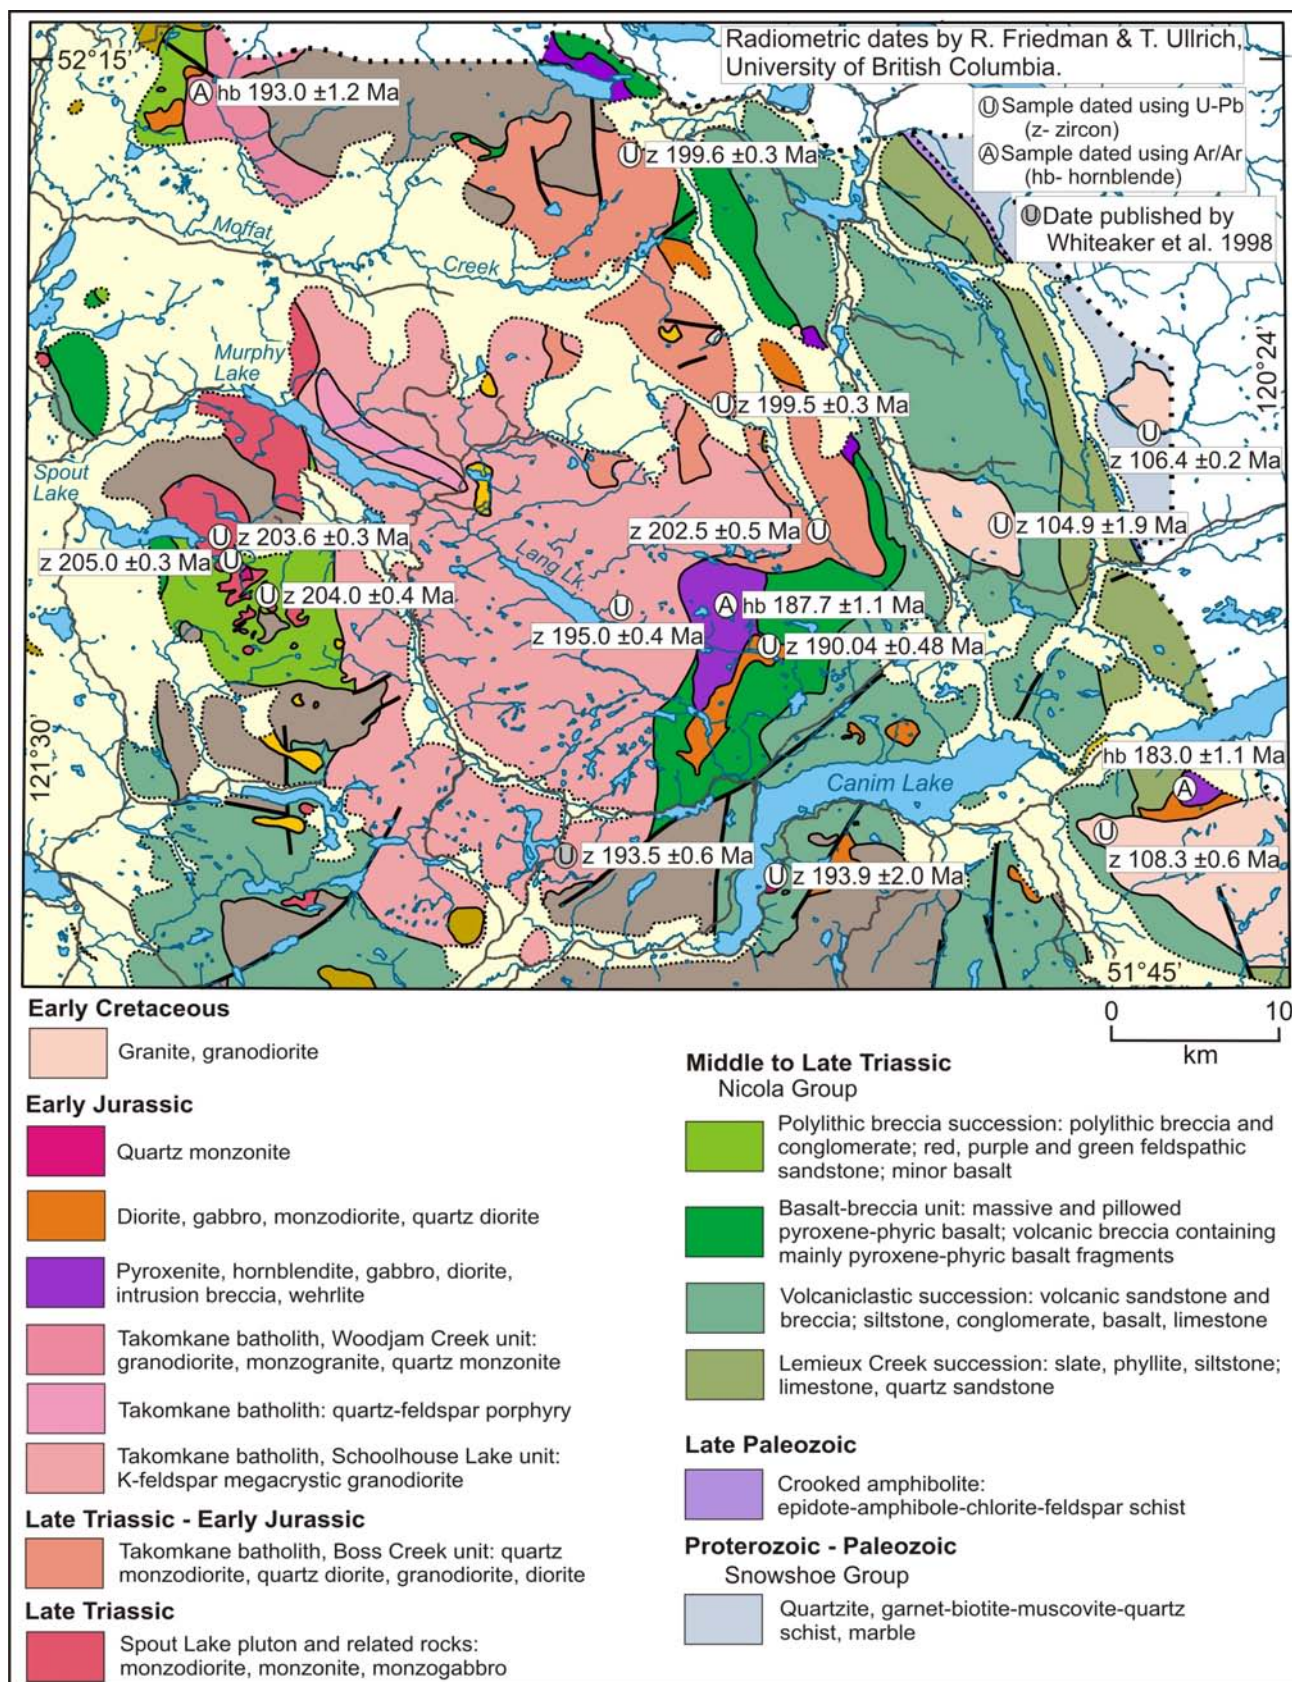 Radiometric dates by R. Friedman & T. Ullrich,
University of British Columbia.
52°15'
hb 193.0 ±1.2 Ma
U Sample dated using U-Pb
(z- zircon)
A Sample dated using Ar/Ar
(hb- hornblende)
U Date published by
Whiteaker et al. 1998
A
U z 199.6 ±0.3 Ma
Moffat
Creek
Murphy
Lake
120°24'
U z 199.5 ±0.3 Ma
U
z 106.4 ±0.2 Ma
Spout
Lake
U z 203.6 ±0.3 Ma
z 205.0 ±0.3 Ma U
z 202.5 ±0.5 Ma U
U z 104.9 ±1.9 Ma
Lang Lk.
U z 204.0 ±0.4 Ma
U
z 195.0 ±0.4 Ma
A hb 187.7 ±1.1 Ma
U z 190.04 ±0.48 Ma
121°30'
Canim Lake
hb 183.0 ±1.1 Ma
A
U
z 108.3 ±0.6 Ma
U z 193.5 ±0.6 Ma
U z 193.9 ±2.0 Ma
51°45'
0 10
km
Early Cretaceous
Granite, granodiorite
Early Jurassic
Quartz monzonite
Diorite, gabbro, monzodiorite, quartz diorite
Pyroxenite, hornblendite, gabbro, diorite,
intrusion breccia, wehrlite
Takomkane batholith, Woodjam Creek unit:
granodiorite, monzogranite, quartz monzonite
Takomkane batholith: quartz-feldspar porphyry
Takomkane batholith, Schoolhouse Lake unit:
K-feldspar megacrystic granodiorite
Late Triassic - Early Jurassic
Takomkane batholith, Boss Creek unit: quartz
monzodiorite, quartz diorite, granodiorite, diorite
Late Triassic
Spout Lake pluton and related rocks:
monzodiorite, monzonite, monzogabbro
Middle to Late Triassic
Nicola Group
Polylithic breccia succession: polylithic breccia and
conglomerate; red, purple and green feldspathic
sandstone; minor basalt
Basalt-breccia unit: massive and pillowed
pyroxene-phyric basalt; volcanic breccia containing
mainly pyroxene-phyric basalt fragments
Volcaniclastic succession: volcanic sandstone and
breccia; siltstone, conglomerate, basalt, limestone
Lemieux Creek succession: slate, phyllite, siltstone;
limestone, quartz sandstone
Late Paleozoic
Crooked amphibolite:
epidote-amphibole-chlorite-feldspar schist
Proterozoic - Paleozoic
Snowshoe Group
Quartzite, garnet-biotite-muscovite-quartz
schist, marble